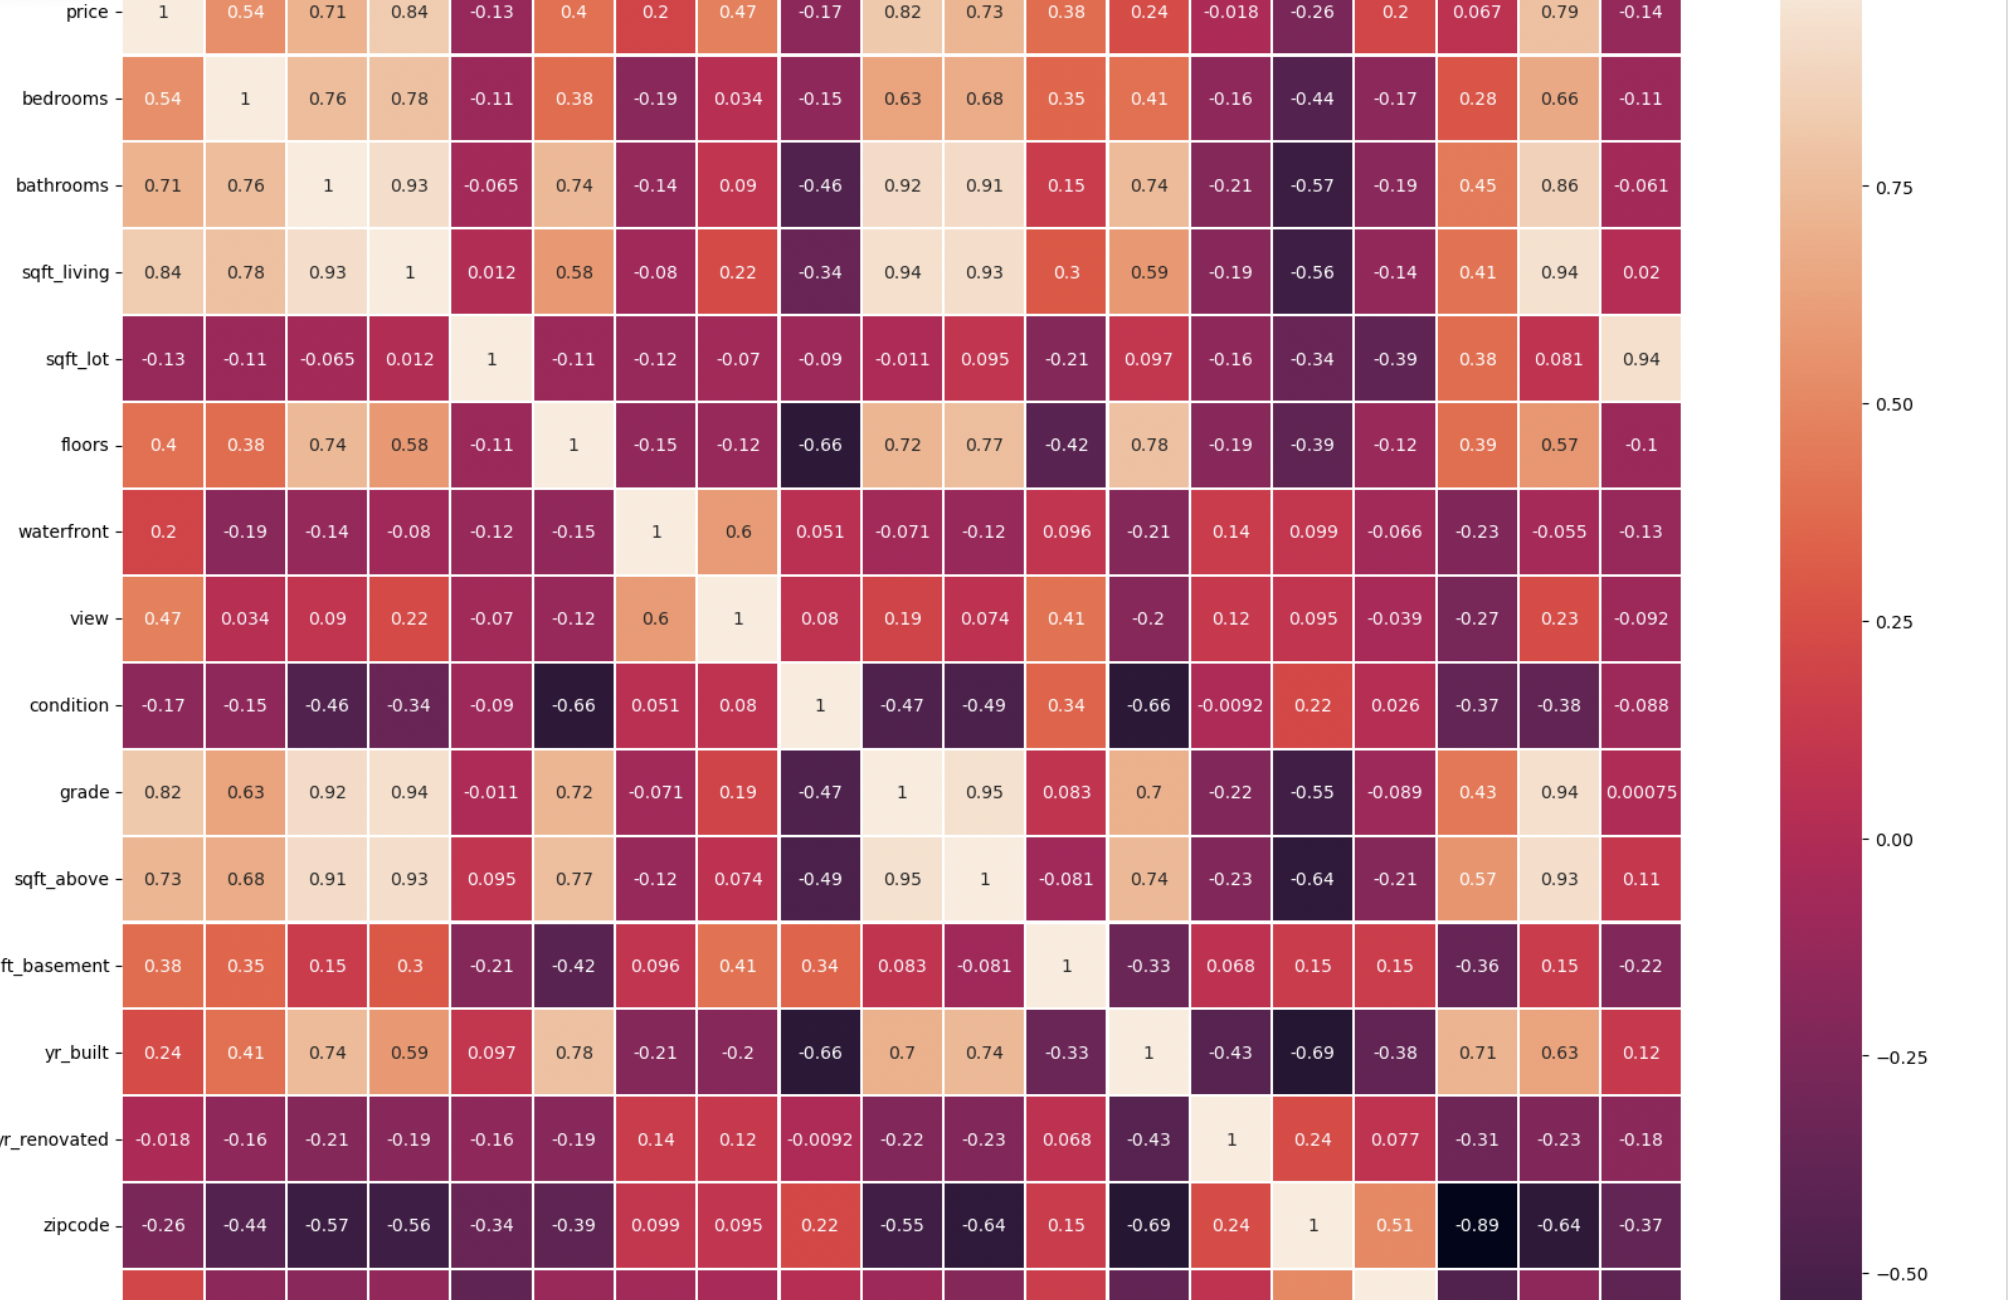 price 1 0.54 0.71 0.84 -0.13 0.4 0.2 0.47 -0.17 0.82 0.73 0.38 0.24 -0.018 -0.26 0.2 0.067 0.79 -0.14
bedrooms 0.54 1 0.76 0.78 -0.11 0.38 -0.19 0.034 -0.15 0.63 0.68 0.35 0.41 -0.16 -0.44 -0.17 0.28 0.66 -0.11
bathrooms 0.71 0.76 1 0.93 -0.065 0.74 -0.14 0.09 -0.46 0.92 0.91 0.15 0.74 -0.21 -0.57 -0.19 0.45 0.86 -0.061
0.75
sqft_living 0.84 0.78 0.93 1 0.012 0.58 -0.08 0.22 -0.34 0.94 0.93 0.3 0.59 -0.19 -0.56 -0.14 0.41 0.94 0.02
sqft_lot -0.13 -0.11 -0.065 0.012 1 -0.11 -0.12 -0.07 -0.09 -0.011 0.095 -0.21 0.097 -0.16 -0.34 -0.39 0.38 0.081 0.94
0.50
floors 0.4 0.38 0.74 0.58 -0.11 1 -0.15 -0.12 -0.66 0.72 0.77 -0.42 0.78 -0.19 -0.39 -0.12 0.39 0.57 -0.1
waterfront 0.2 -0.19 -0.14 -0.08 -0.12 -0.15 1 0.6 0.051 -0.071 -0.12 0.096 -0.21 0.14 0.099 -0.066 -0.23 -0.055 -0.13
view 0.47 0.034 0.09 0.22 -0.07 -0.12 0.6 1 0.08 0.19 0.074 0.41 -0.2 0.12 0.095 -0.039 -0.27 0.23 -0.092
0.25
condition -0.17 -0.15 -0.46 -0.34 -0.09 -0.66 0.051 0.08 1 -0.47 -0.49 0.34 -0.66 -0.0092 0.22 0.026 -0.37 -0.38 -0.088
grade 0.82 0.63 0.92 0.94 -0.011 0.72 -0.071 0.19 -0.47 1 0.95 0.083 0.7 -0.22 -0.55 -0.089 0.43 0.94 0.00075
0.00
sqft_above 0.73 0.68 0.91 0.93 0.095 0.77 -0.12 0.074 -0.49 0.95 1 -0.081 0.74 -0.23 -0.64 -0.21 0.57 0.93 0.11
ft_basement 0.38 0.35 0.15 0.3 -0.21 -0.42 0.096 0.41 0.34 0.083 -0.081 1 -0.33 0.068 0.15 0.15 -0.36 0.15 -0.22
yr_built 0.24 0.41 0.74 0.59 0.097 0.78 -0.21 -0.2 -0.66 0.7 0.74 -0.33 1 -0.43 -0.69 -0.38 0.71 0.63 0.12
−0.25
yr_renovated -0.018 -0.16 -0.21 -0.19 -0.16 -0.19 0.14 0.12 -0.0092 -0.22 -0.23 0.068 -0.43 1 0.24 0.077 -0.31 -0.23 -0.18
zipcode -0.26 -0.44 -0.57 -0.56 -0.34 -0.39 0.099 0.095 0.22 -0.55 -0.64 0.15 -0.69 0.24 1 0.51 -0.89 -0.64 -0.37
−0.50